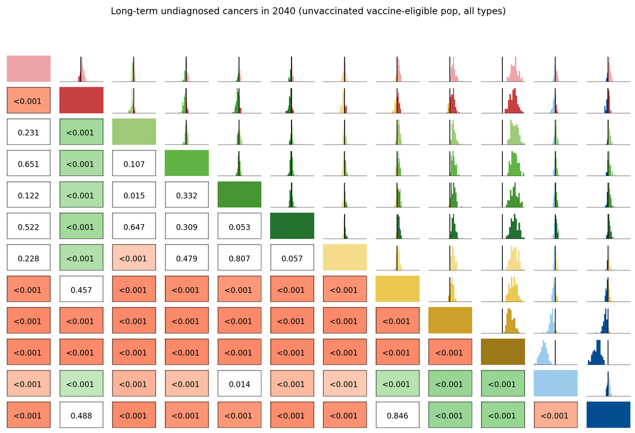 Long-term undiagnosed cancers in 2040 (unvaccinated vaccine-eligible pop, all types)
<0.001
0.231 <0.001
0.651 <0.001 0.107
0.122 <0.001 0.015 0.332
0.522 <0.001 0.647 0.309 0.053
0.228 <0.001 <0.001 0.479 0.807 0.057
<0.001 0.457 <0.001 <0.001 <0.001 <0.001 <0.001
<0.001 <0.001 <0.001 <0.001 <0.001 <0.001 <0.001 <0.001
<0.001 <0.001 <0.001 <0.001 <0.001 <0.001 <0.001 <0.001 <0.001
<0.001 <0.001 <0.001 <0.001 0.014 <0.001 <0.001 <0.001 <0.001 <0.001
<0.001 0.488 <0.001 <0.001 <0.001 <0.001 <0.001 0.846 <0.001 <0.001 <0.001